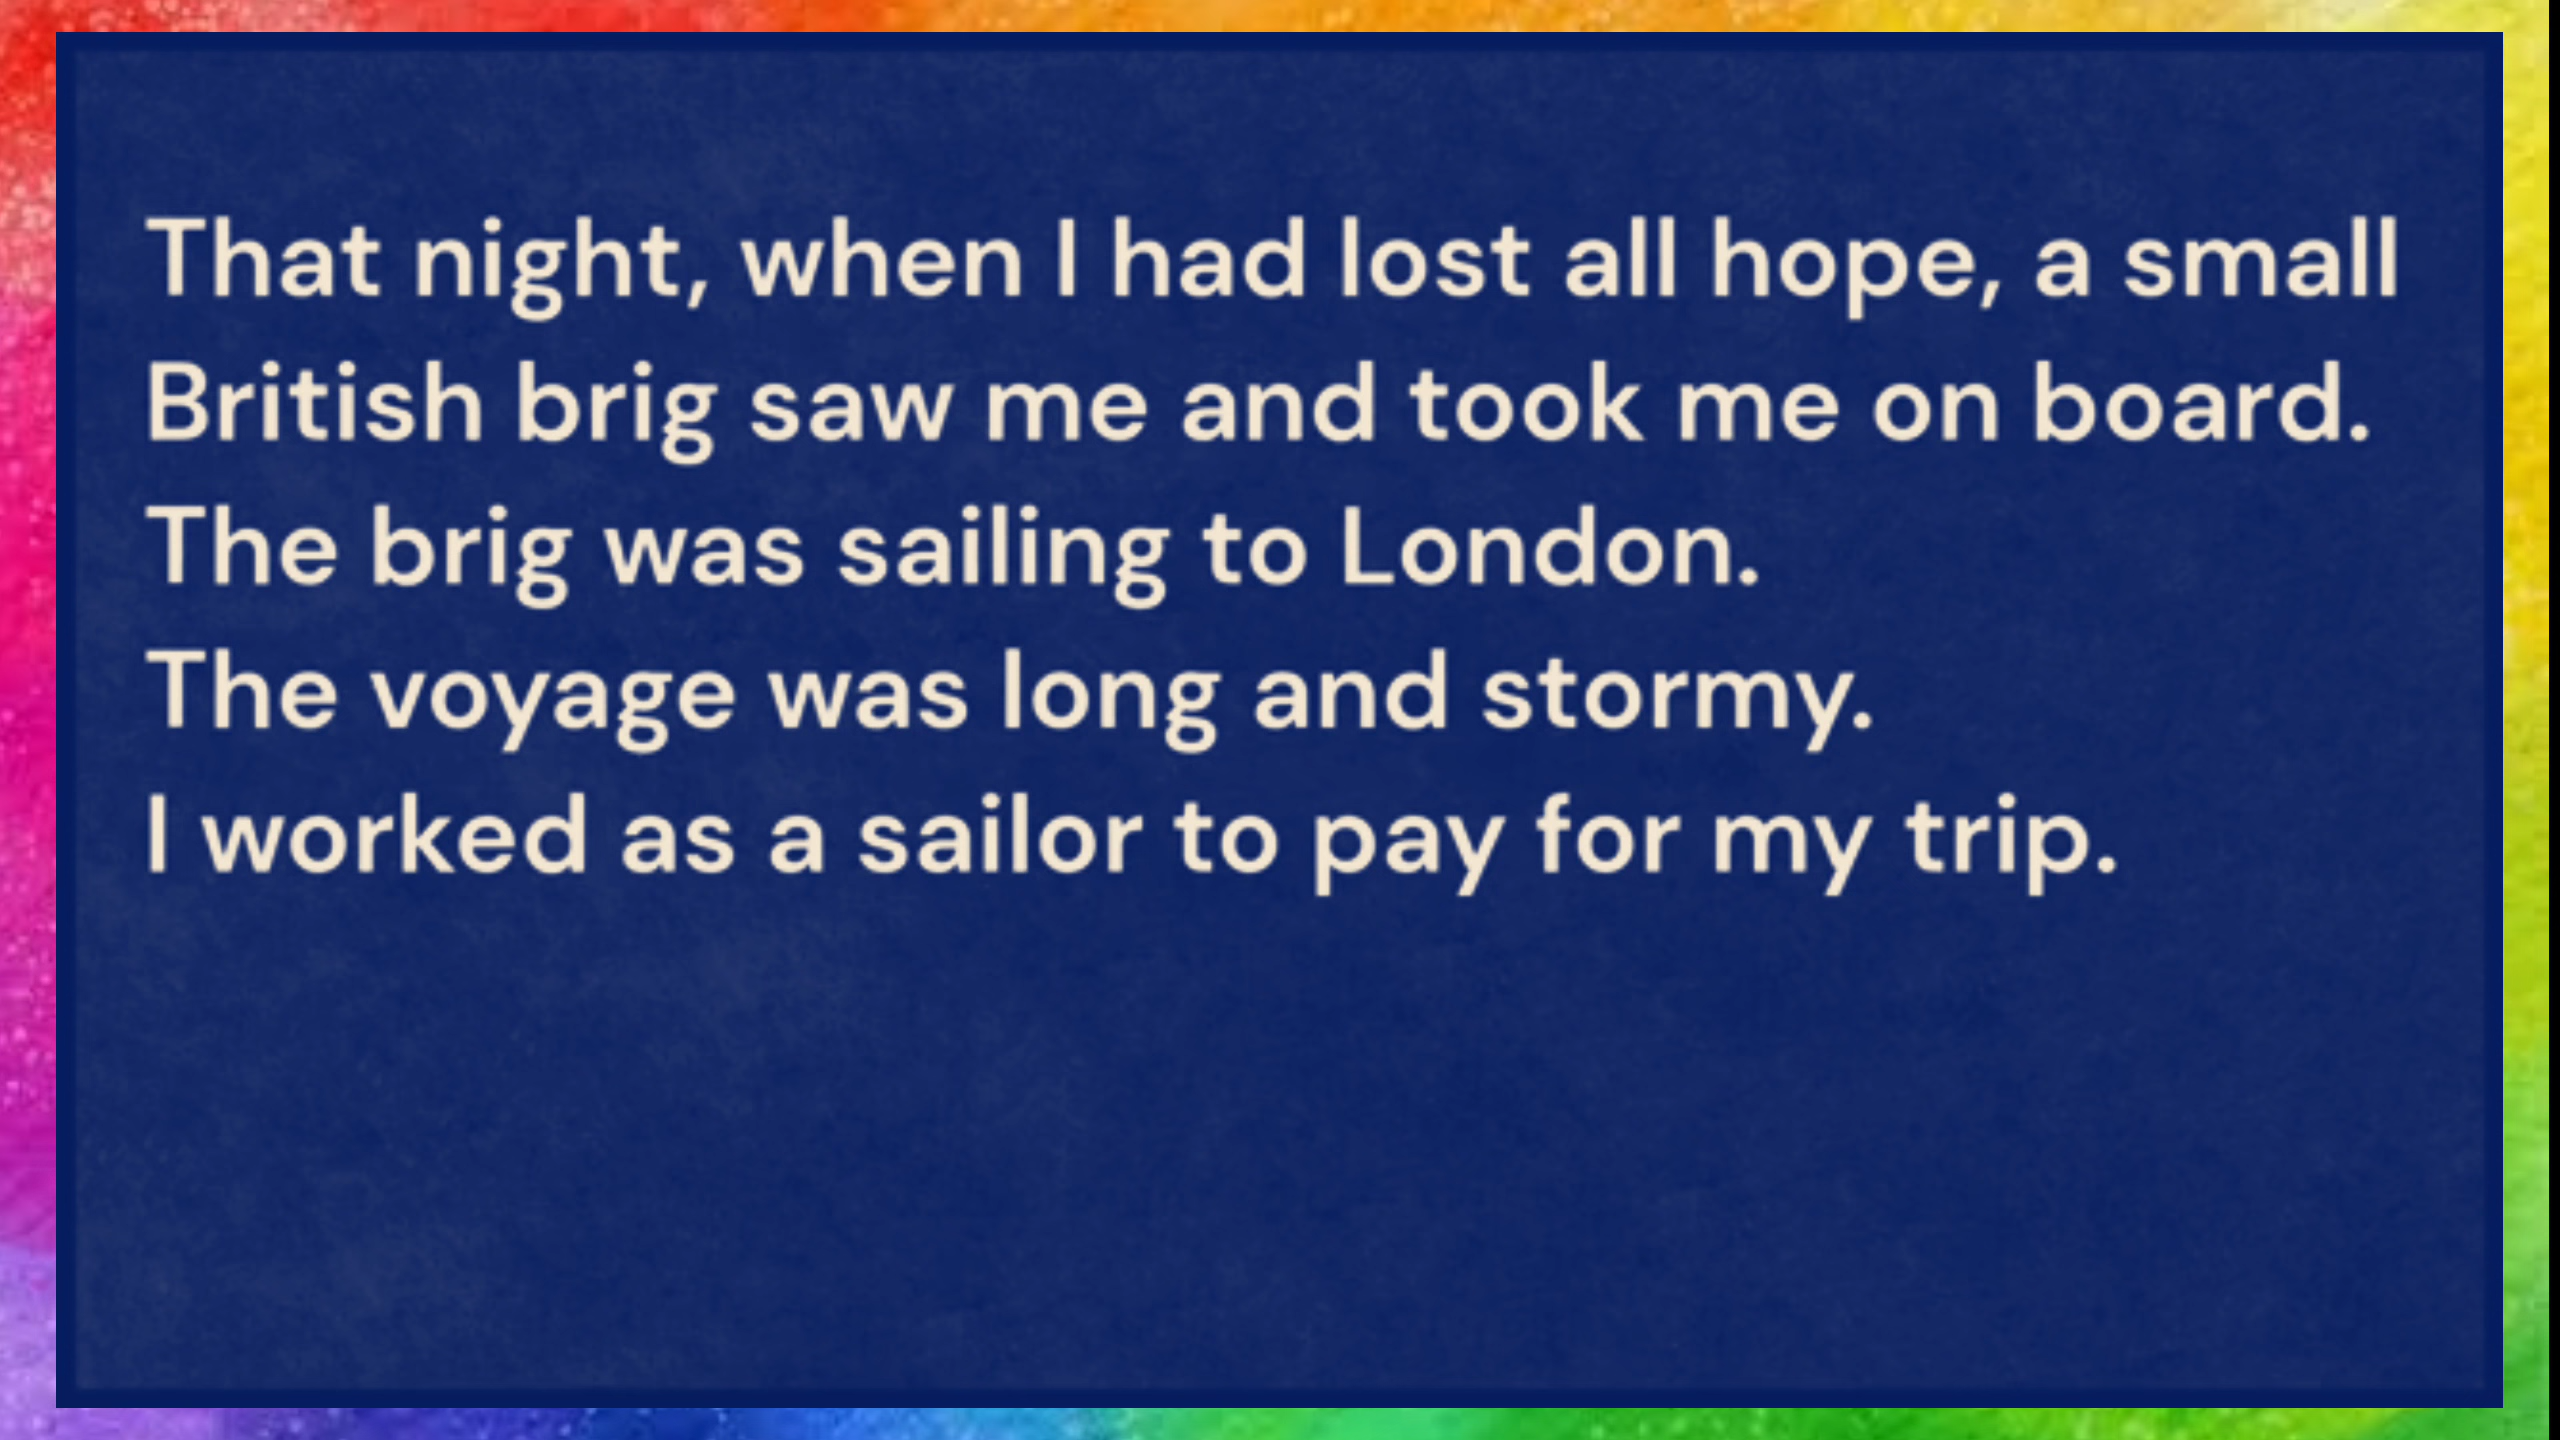 That night, when I had lost all hope, a small
British brig saw me and took me on board.
The brig was sailing to London.
The voyage was long and stormy.
I worked as a sailor to pay for my trip.